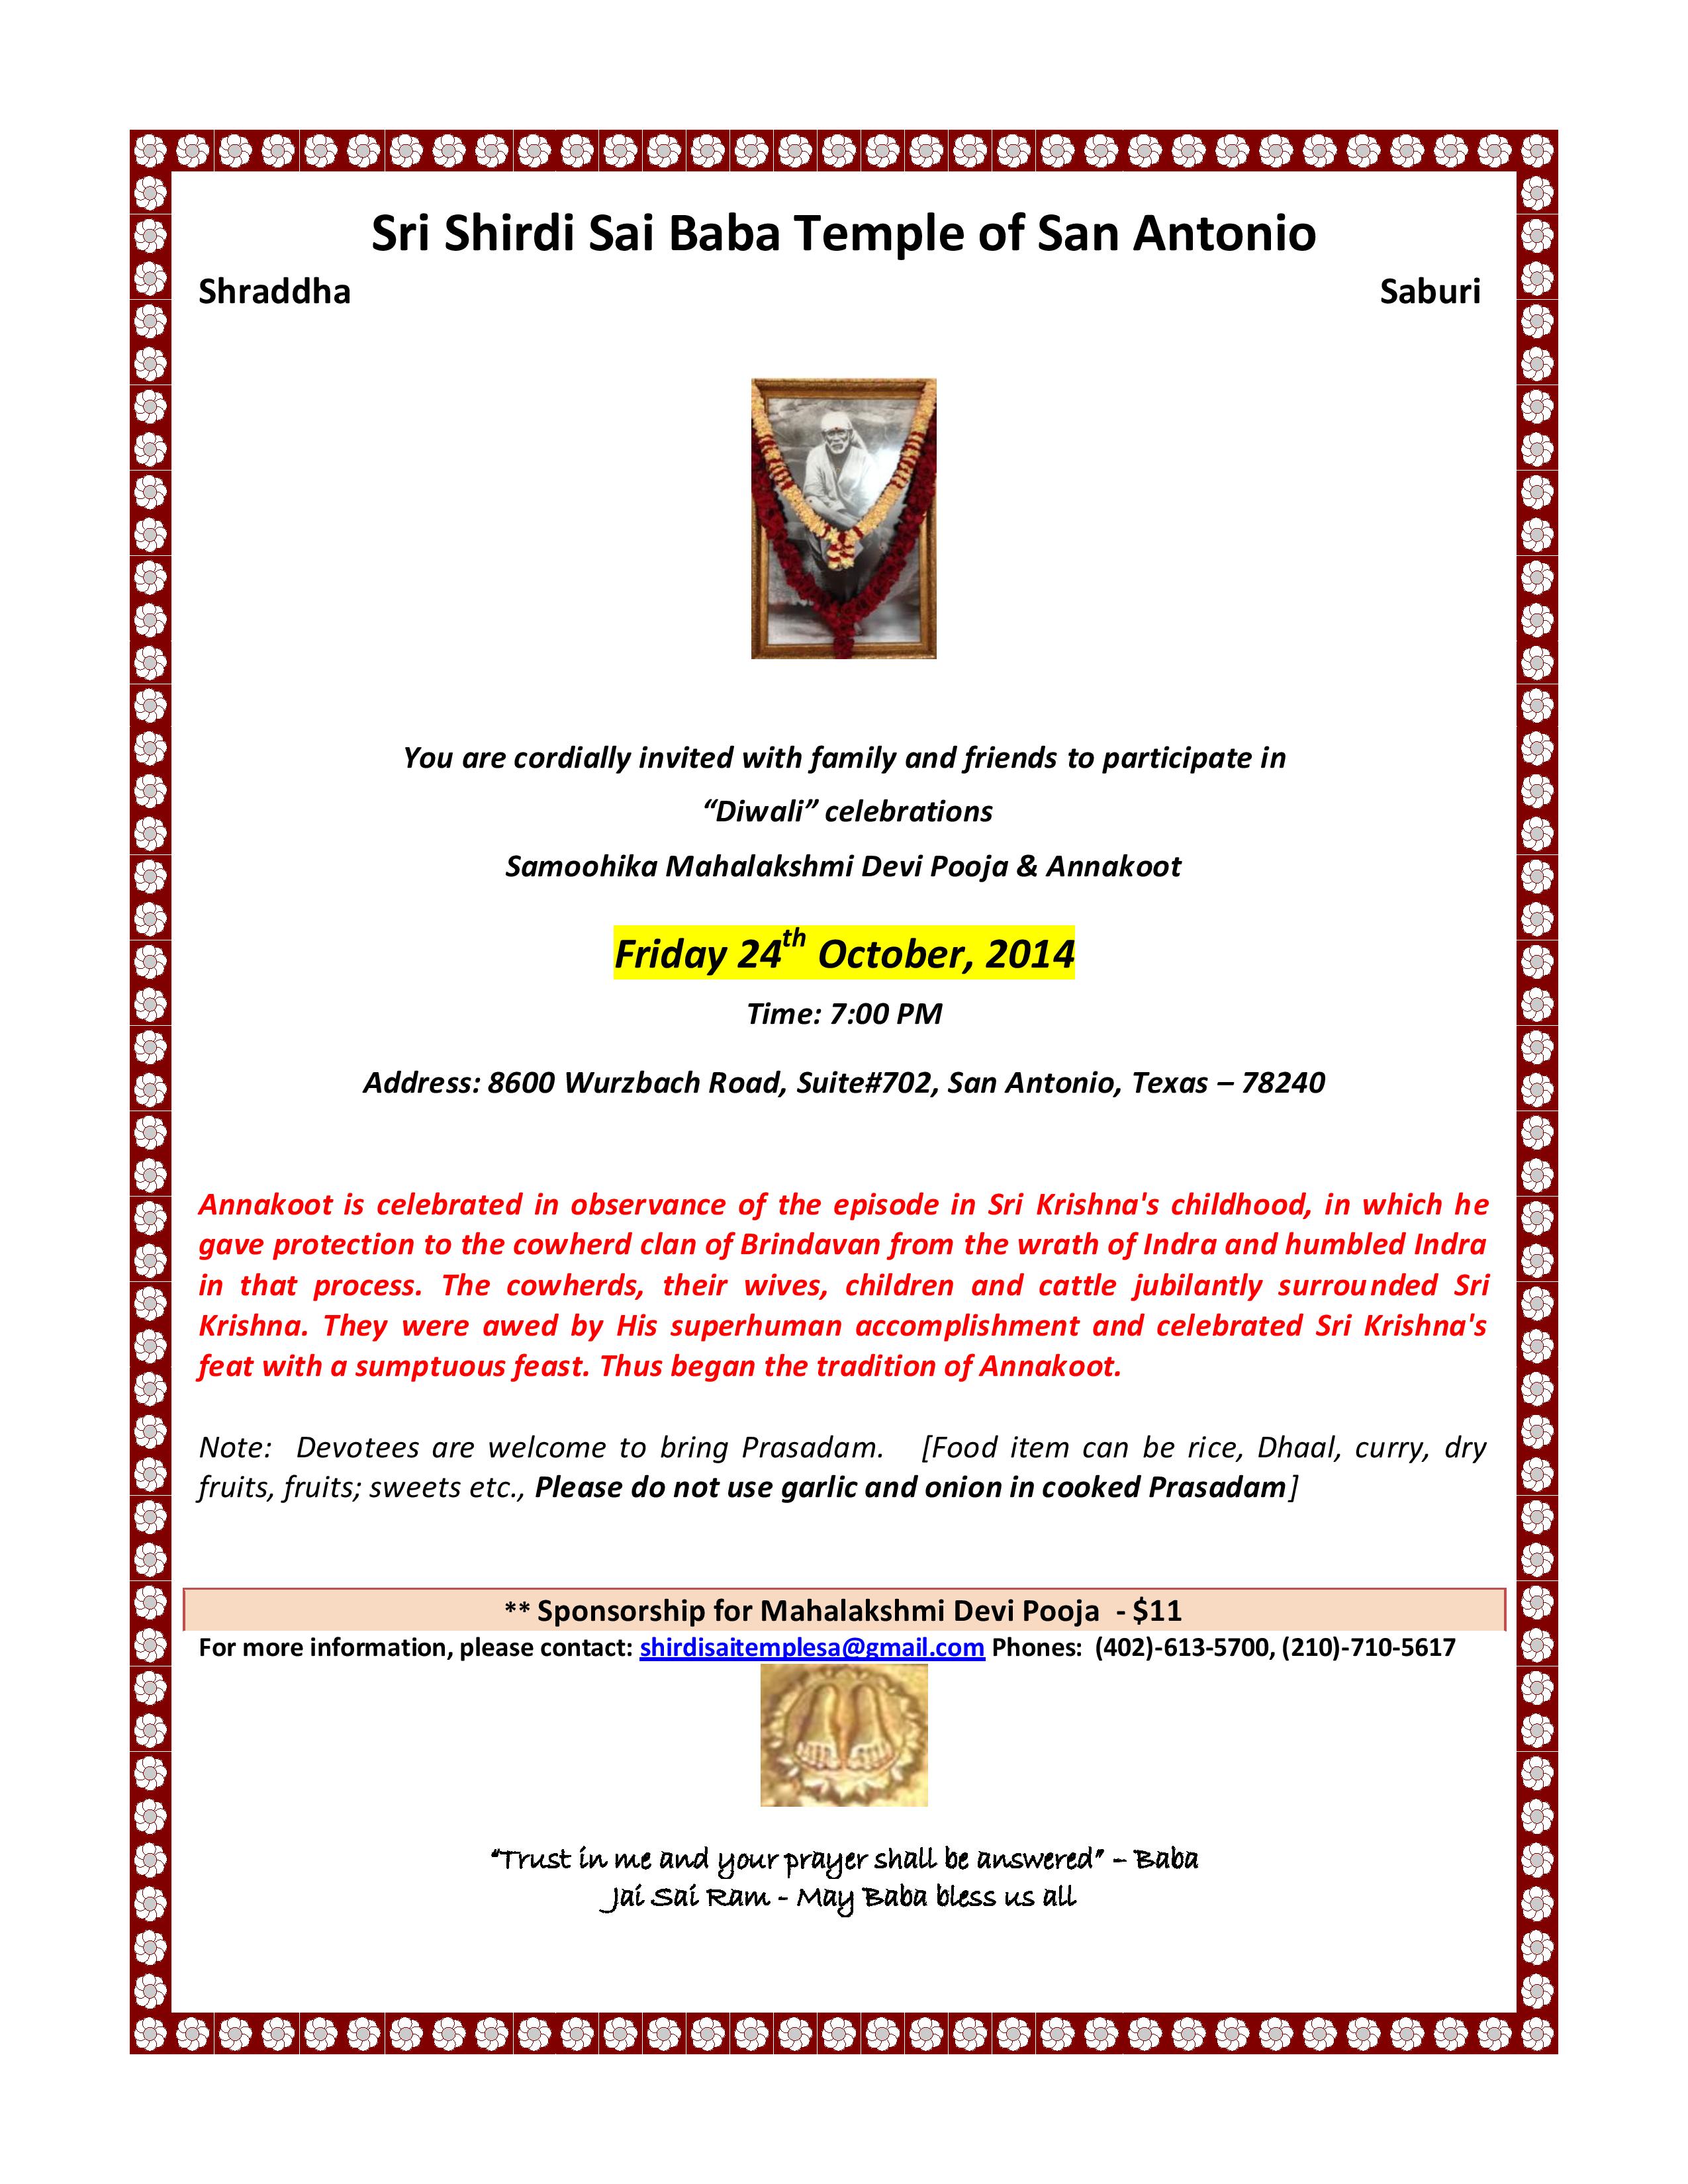 Sri Shirdi Sai Baba Temple of San Antonio
Shraddha Saburi
You are cordially invited with family and friends to participate in
“Diwali” celebrations
Samoohika Mahalakshmi Devi Pooja & Annakoot
Friday 24th October, 2014
Time: 7:00 PM
Address: 8600 Wurzbach Road, Suite#702, San Antonio, Texas – 78240
Annakoot is celebrated in observance of the episode in Sri Krishna's childhood, in which he
gave protection to the cowherd clan of Brindavan from the wrath of Indra and humbled Indra
in that process. The cowherds, their wives, children and cattle jubilantly surrounded Sri
Krishna. They were awed by His superhuman accomplishment and celebrated Sri Krishna's
feat with a sumptuous feast. Thus began the tradition of Annakoot.
Note: Devotees are welcome to bring Prasadam. [Food item can be rice, Dhaal, curry, dry
fruits, fruits; sweets etc., Please do not use garlic and onion in cooked Prasadam]
** Sponsorship for Mahalakshmi Devi Pooja - $11
For more information, please contact: shirdisaitemplesa@gmail.com Phones: (402)-613-5700, (210)-710-5617
“Trust in me and your prayer shall be answered” – Baba
Jai Sai Ram - May Baba bless us all